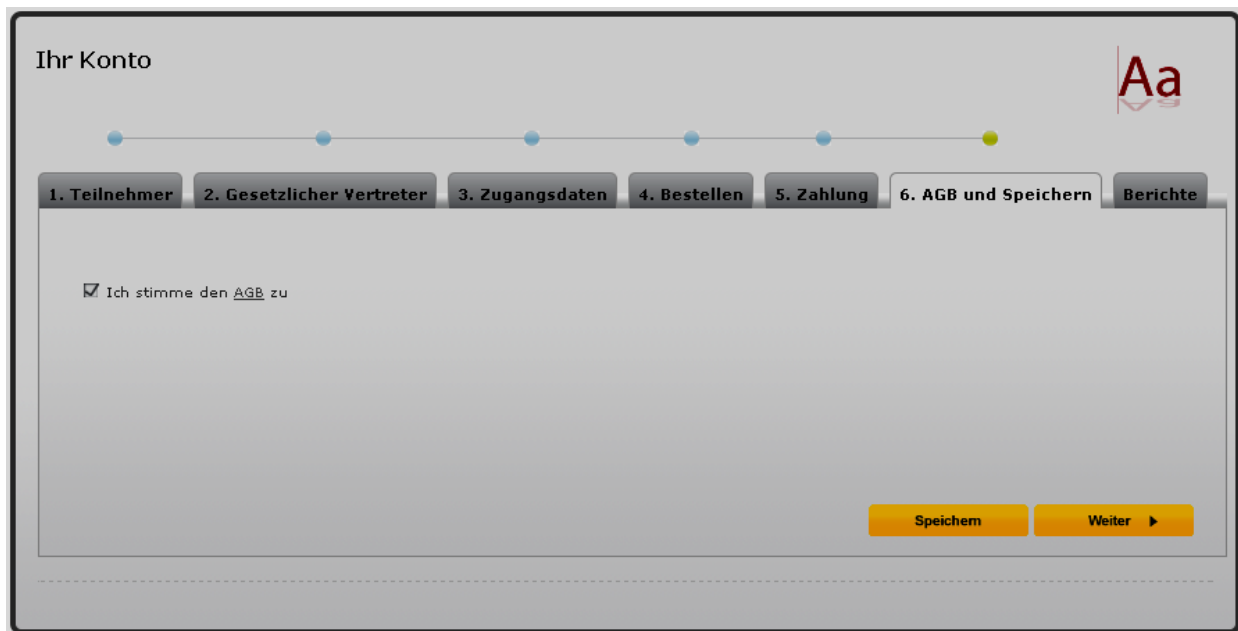 Ihr Konto
Aa
1. Teilnehmer 2. Gesetzlicher Vertreter 3. Zugangsdaten 4. Bestellen 5. Zahlung 6. AGB und Speichern Berichte
Ich stimme den AGB zu
Speichern Weiter